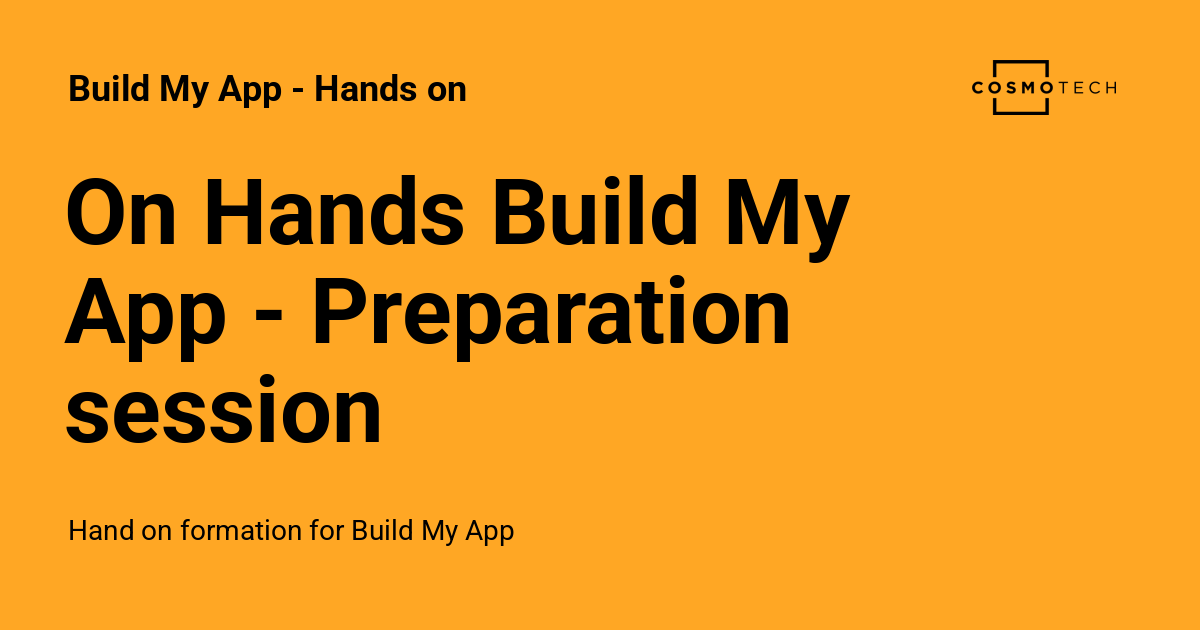 Build My App - Hands on
COSMOTECH
On Hands Build My
App - Preparation
session
Hand on formation for Build My App